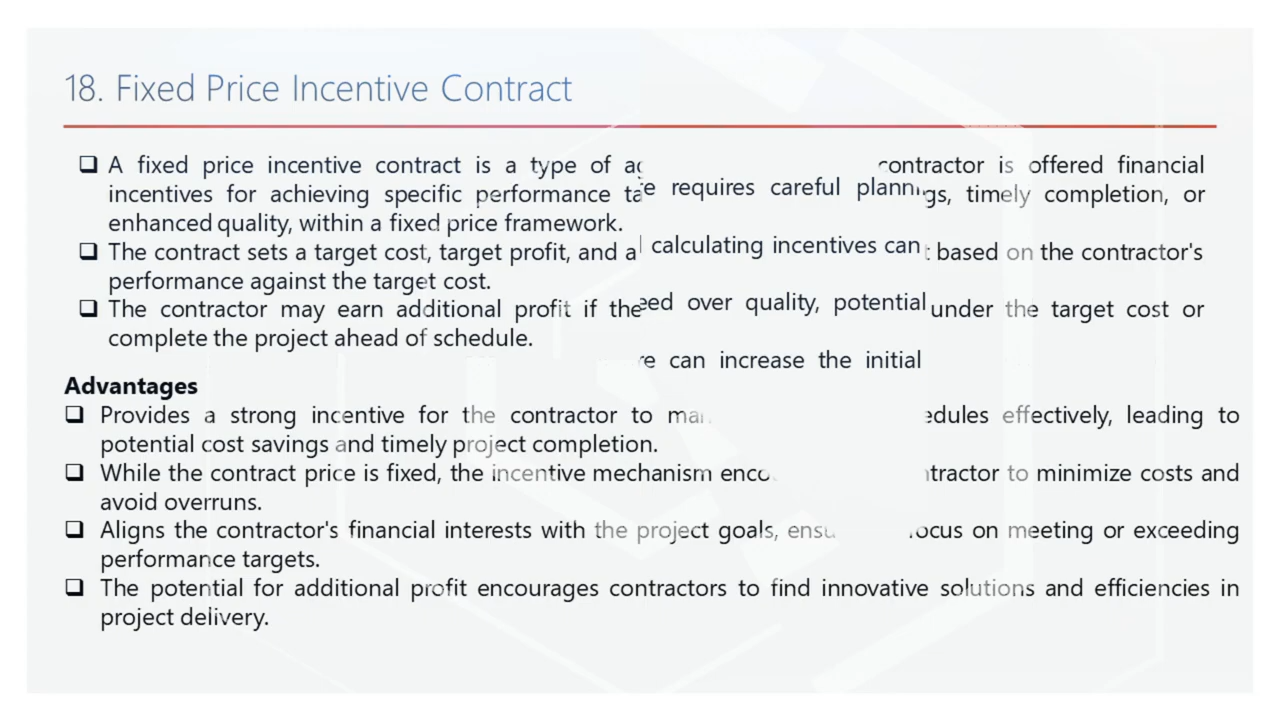 18. Fixed Price Incentive Contract
❑ A fixed price incentive contract is a type of contractor is offered financial
incentives for achieving specific performance requires careful timely completion, or
enhanced quality, within a fixed price framework.
❑ The contract sets a target cost, target profit, and a calculating incentives can based on the contractor's
performance against the target cost.
❑ The contractor may earn additional profit if the over quality, potential under the target cost or
complete the project ahead of schedule.
can increase the initial
Advantages
❑ Provides a strong incentive for the contractor to effectively, leading to
potential cost savings and timely project completion.
❑ While the contract price is fixed, the incentive mechanism to minimize costs and
avoid overruns.
❑ Aligns the contractor's financial interests with the project goals, on meeting or exceeding
performance targets.
❑ The potential for additional profit encourages contractors to find innovative solutions and efficiencies in
project delivery.